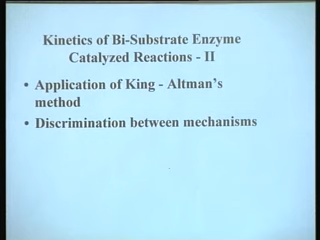 Kinetics of Bi-Substrate Enzyme
Catalyzed Reactions - II
• Application of King - Altman's
method
• Discrimination between mechanisms